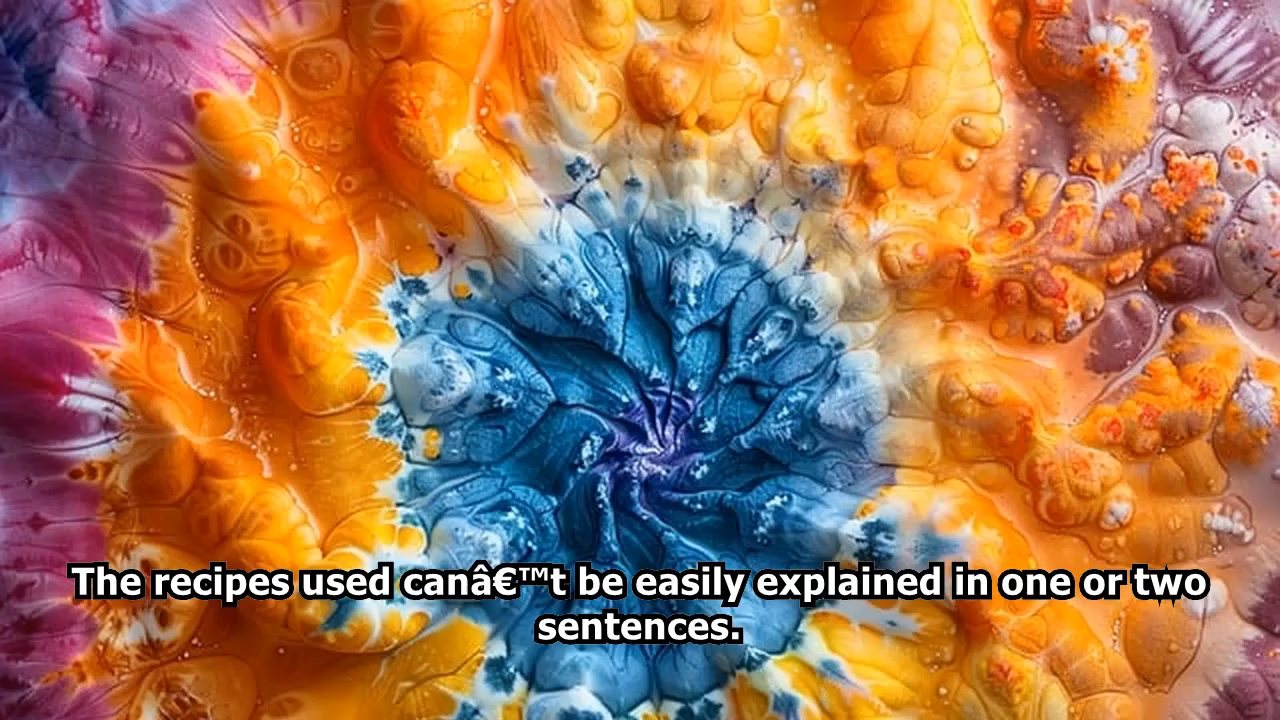 The recipes used canâ€™t be easily explained in one or two
sentences.